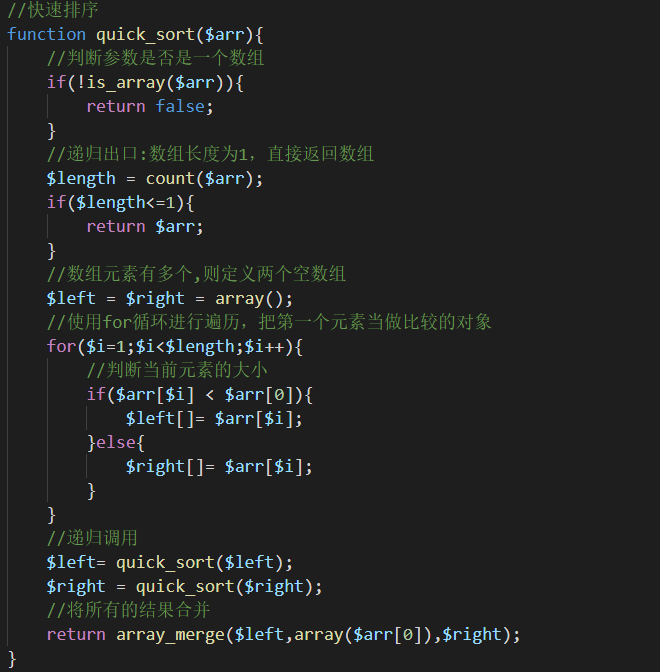 //快速排序
function quick_sort($arr){
    //判断参数是否是一个数组
    if(!is_array($arr)){
        return false;
    }
    //递归出口:数组长度为1，直接返回数组
    $length = count($arr);
    if($length<=1){
        return $arr;
    }
    //数组元素有多个,则定义两个空数组
    $left = $right = array();
    //使用for循环进行遍历，把第一个元素当做比较的对象
    for($i=1;$i<$length;$i++){
        //判断当前元素的大小
        if($arr[$i] < $arr[0]){
            $left[]= $arr[$i];
        }else{
            $right[]= $arr[$i];
        }
    }
    //递归调用
    $left= quick_sort($left);
    $right = quick_sort($right);
    //将所有的结果合并
    return array_merge($left,array($arr[0]),$right);
}